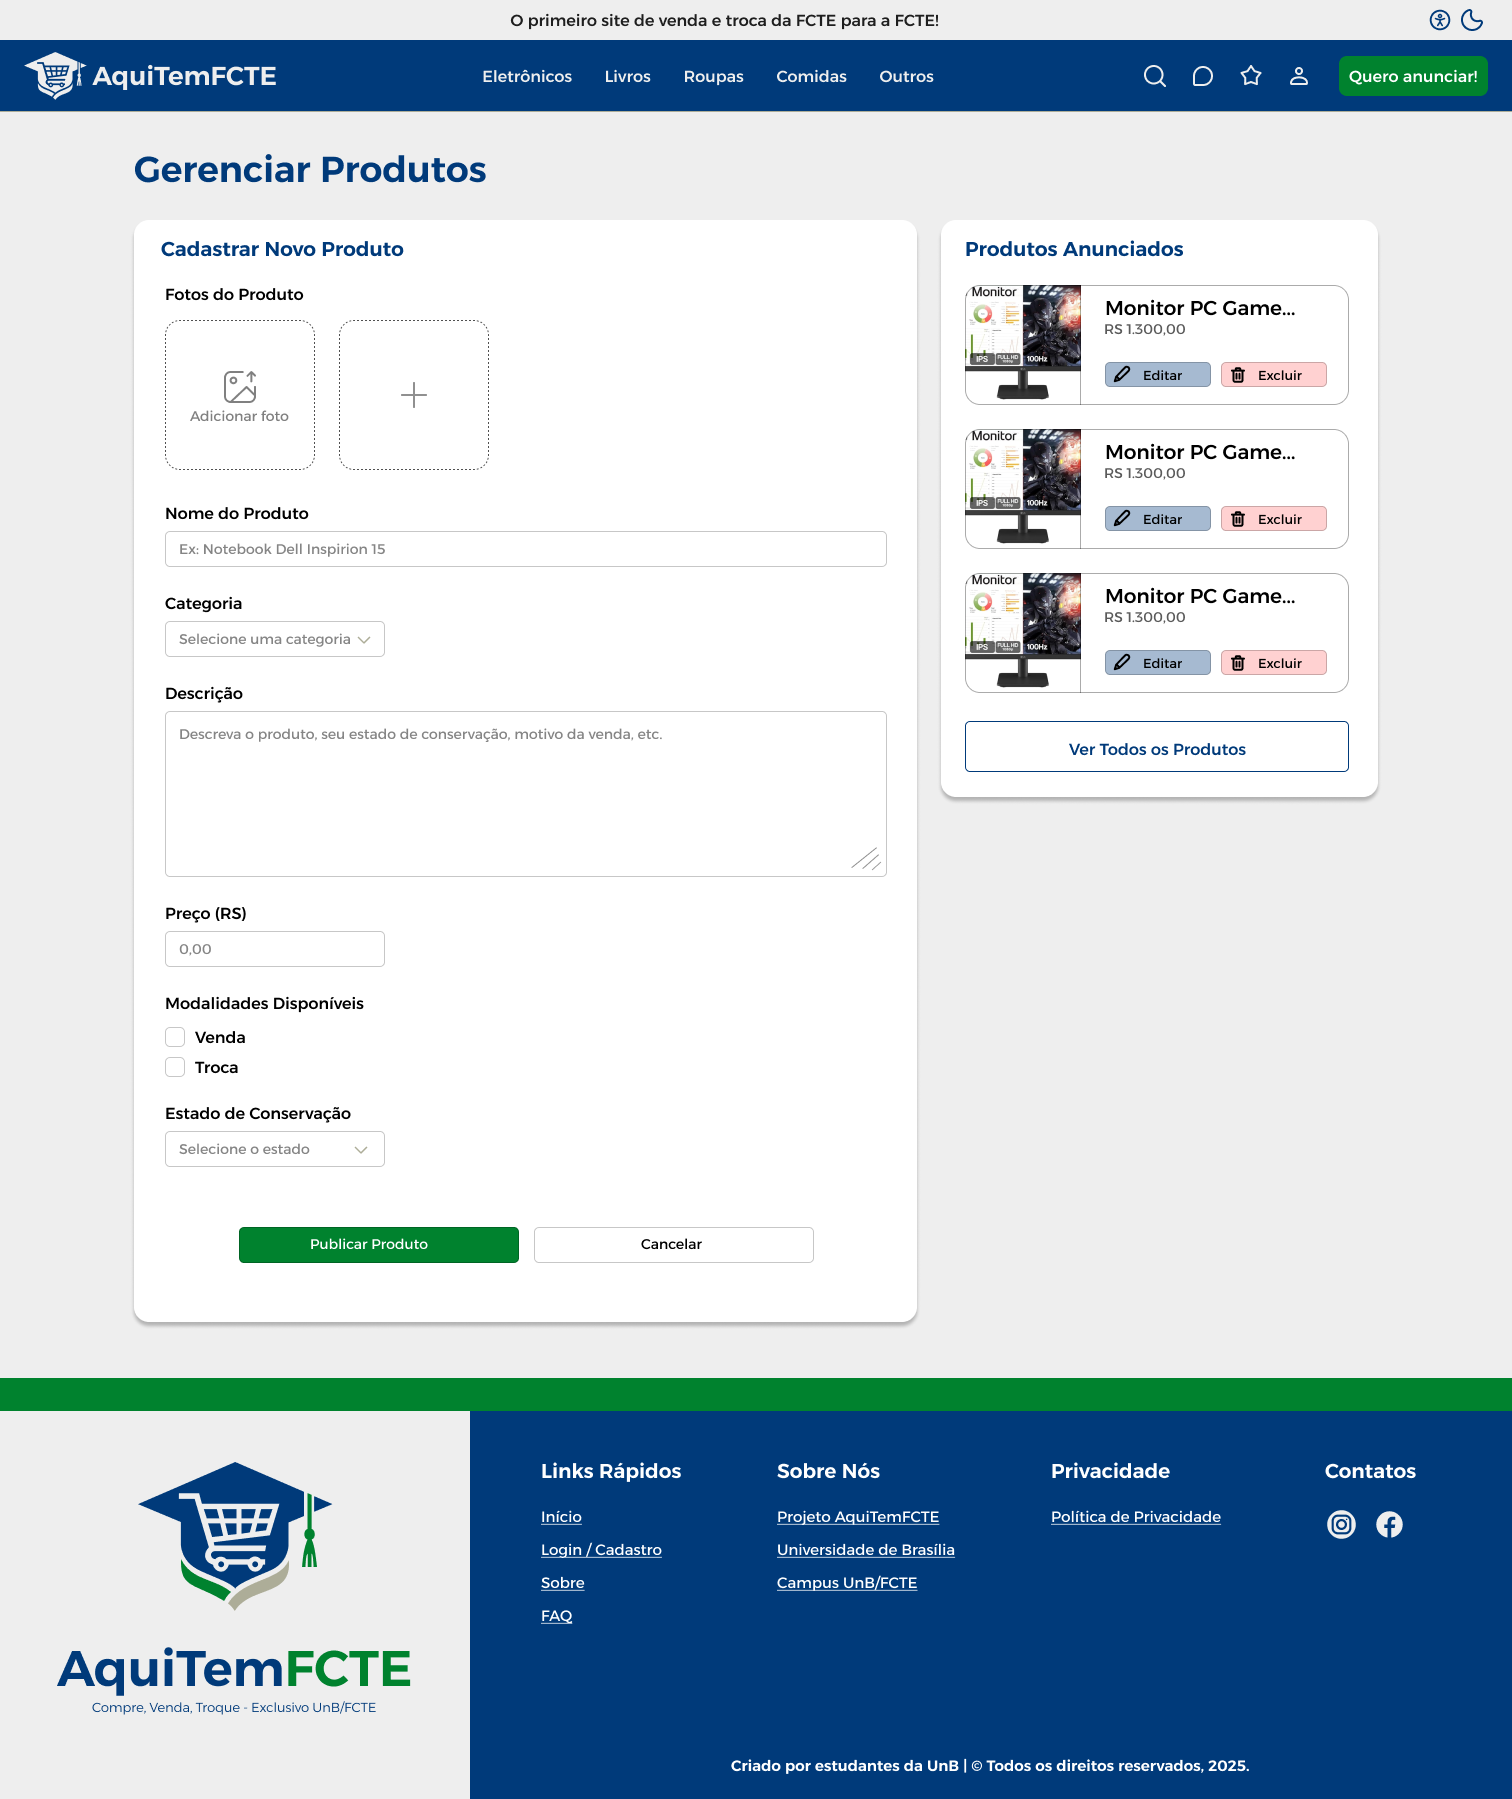 O primeiro site de venda e troca da FCTE para a FCTE!
AquiTemFCTE
Eletrônicos
Livros
Roupas
Comidas
Outros
Quero anunciar!
Gerenciar Produtos
Cadastrar Novo Produto
Fotos do Produto
Adicionar foto
Nome do Produto
Ex: Notebook Dell Inspirion 15
Categoria
Selecione uma categoria
Descrição
Descreva o produto, seu estado de conservação, motivo da venda, etc.
Preço (RS)
0,00
Modalidades Disponíveis
Venda
Troca
Estado de Conservação
Selecione o estado
Publicar Produto
Cancelar
Produtos Anunciados
Monitor
IPS
FULL HD
100Hz
Monitor PC Game...
RS 1.300,00
Editar
Excluir
Monitor
IPS
FULL HD
100Hz
Monitor PC Game...
RS 1.300,00
Editar
Excluir
Monitor
IPS
FULL HD
100Hz
Monitor PC Game...
RS 1.300,00
Editar
Excluir
Ver Todos os Produtos
AquiTemFCTE
Compre, Venda, Troque - Exclusivo UnB/FCTE
Links Rápidos
Início
Login / Cadastro
Sobre
FAQ
Sobre Nós
Projeto AquiTemFCTE
Universidade de Brasília
Campus UnB/FCTE
Privacidade
Política de Privacidade
Contatos
Criado por estudantes da UnB | © Todos os direitos reservados, 2025.